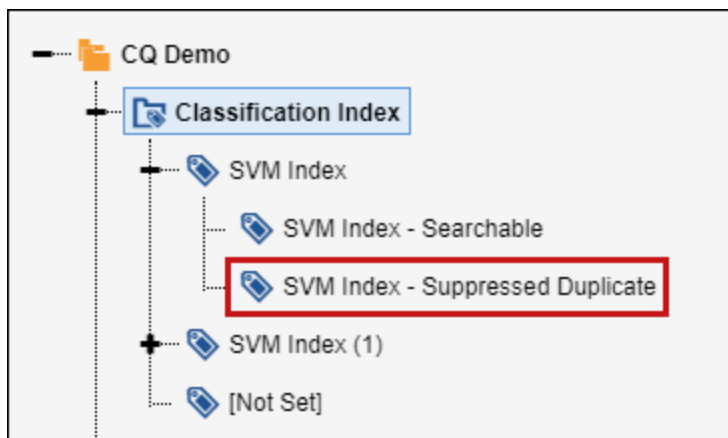 CQ Demo
Classification Index
SVM Index
SVM Index - Searchable
SVM Index - Suppressed Duplicate
SVM Index (1)
[Not Set]